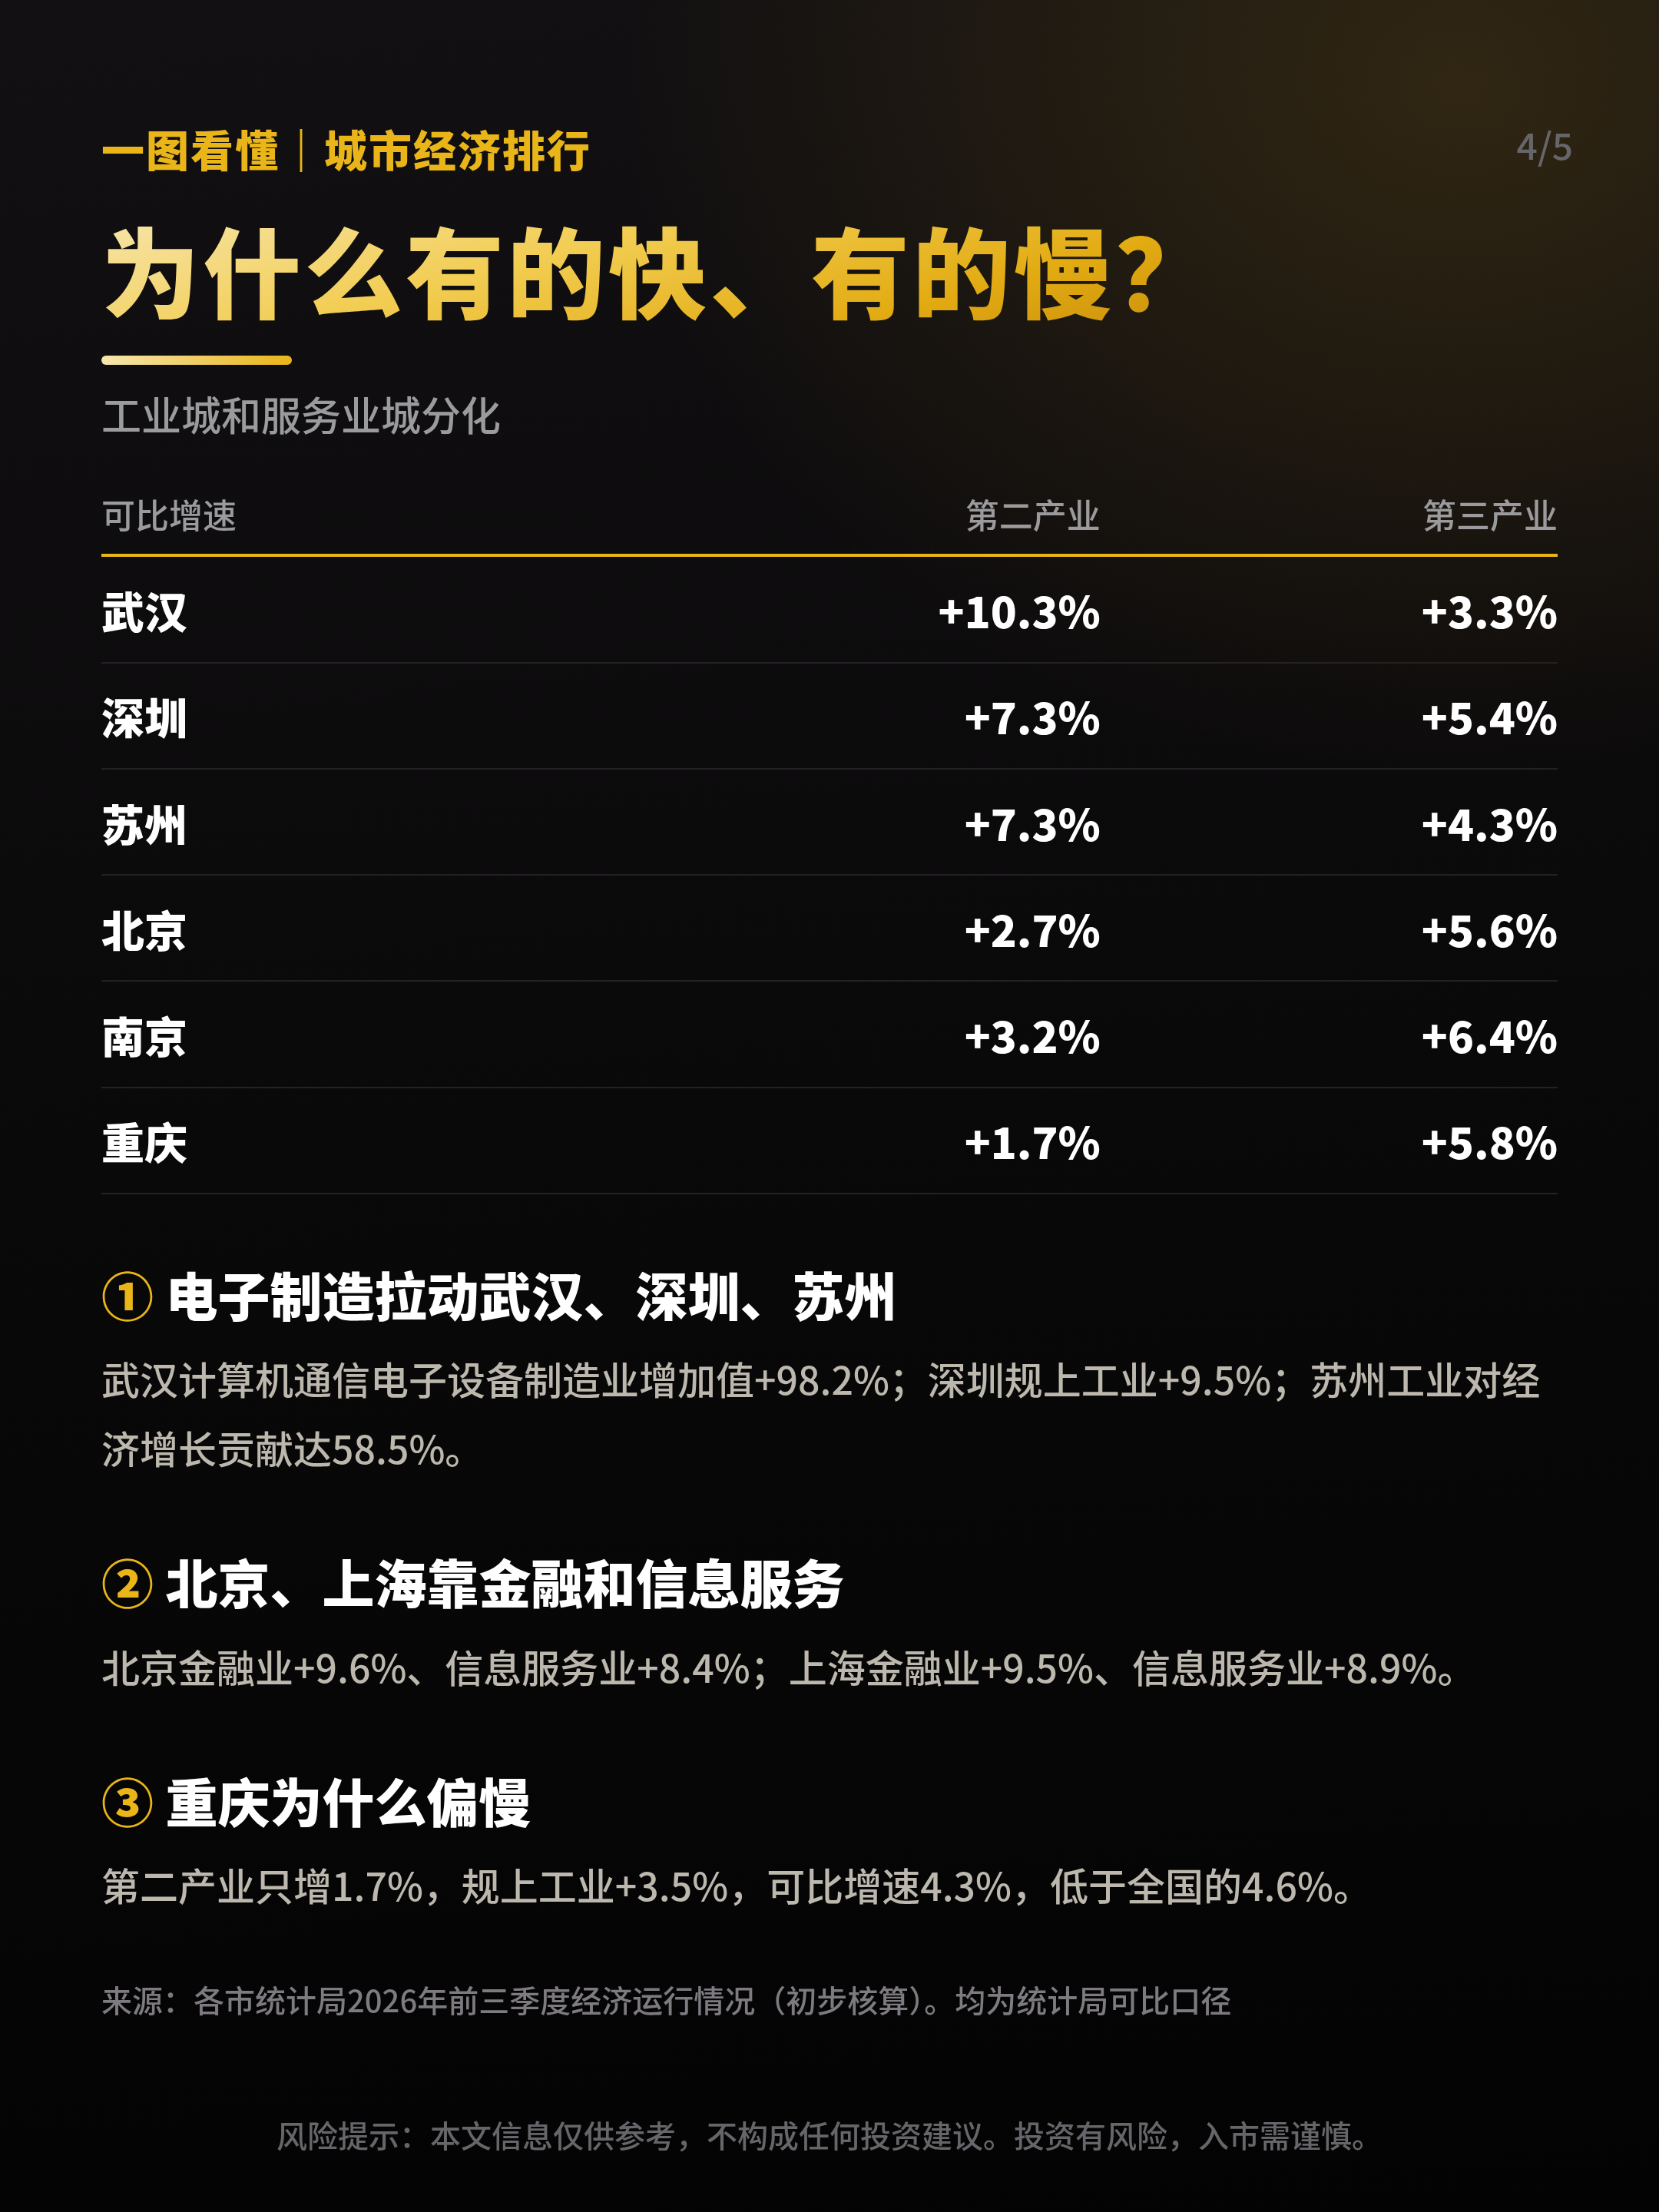 一图看懂｜城市经济排行
4/5
为什么有的快、有的慢？
工业城和服务业城分化
可比增速 第二产业 第三产业
武汉 +10.3% +3.3%
深圳 +7.3% +5.4%
苏州 +7.3% +4.3%
北京 +2.7% +5.6%
南京 +3.2% +6.4%
重庆 +1.7% +5.8%
① 电子制造拉动武汉、深圳、苏州
武汉计算机通信电子设备制造业增加值+98.2%；深圳规上工业+9.5%；苏州工业对经
济增长贡献达58.5%。
② 北京、上海靠金融和信息服务
北京金融业+9.6%、信息服务业+8.4%；上海金融业+9.5%、信息服务业+8.9%。
③ 重庆为什么偏慢
第二产业只增1.7%，规上工业+3.5%，可比增速4.3%，低于全国的4.6%。
来源：各市统计局2026年前三季度经济运行情况（初步核算）。均为统计局可比口径
风险提示：本文信息仅供参考，不构成任何投资建议。投资有风险，入市需谨慎。